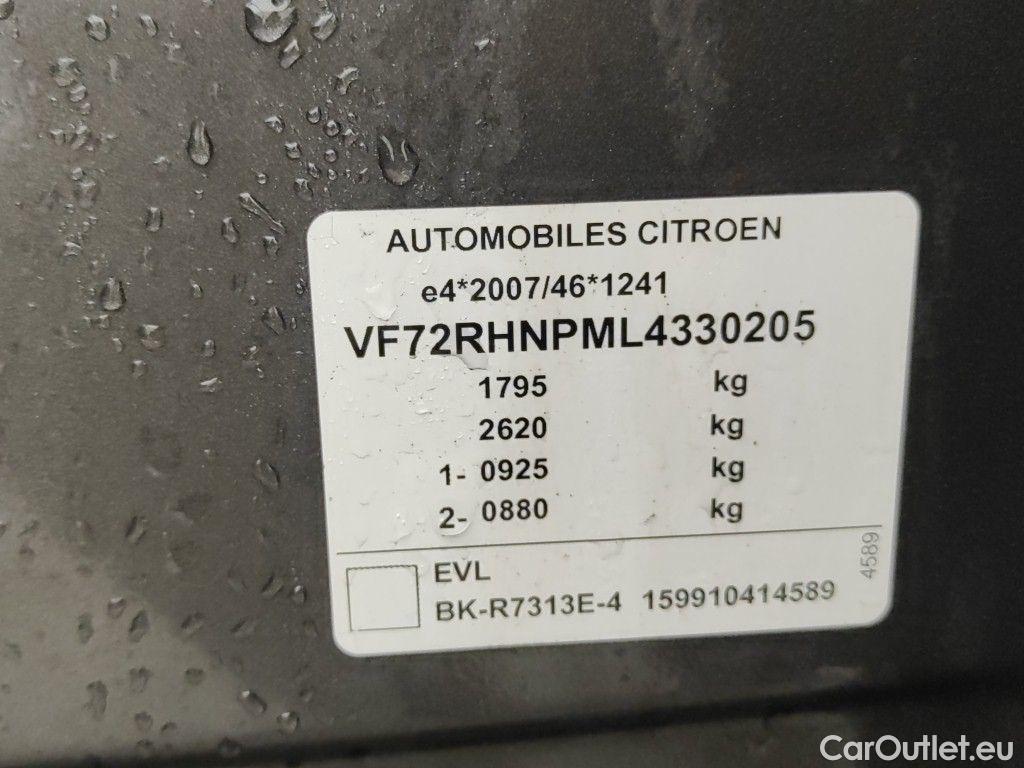 AUTOMOBILES CITROEN
e4*2007/46*1241
VF72RHNPML4330205
1795 kg
2620 kg
1- 0925 kg
2- 0880 kg
EVL
BK-R7313E-4 159910414589
4589
CarOutlet.eu